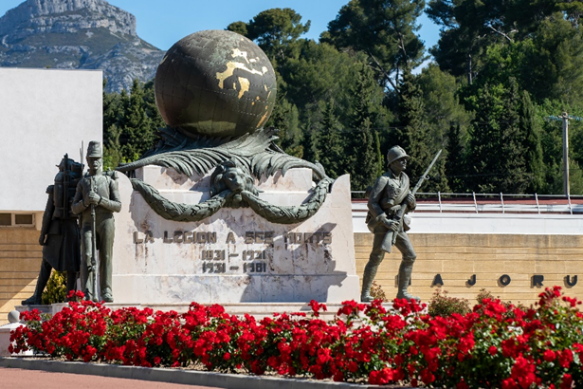 LA LEGION A SES MORTS
1831 - 1931
1931 - 1981
A J O R U